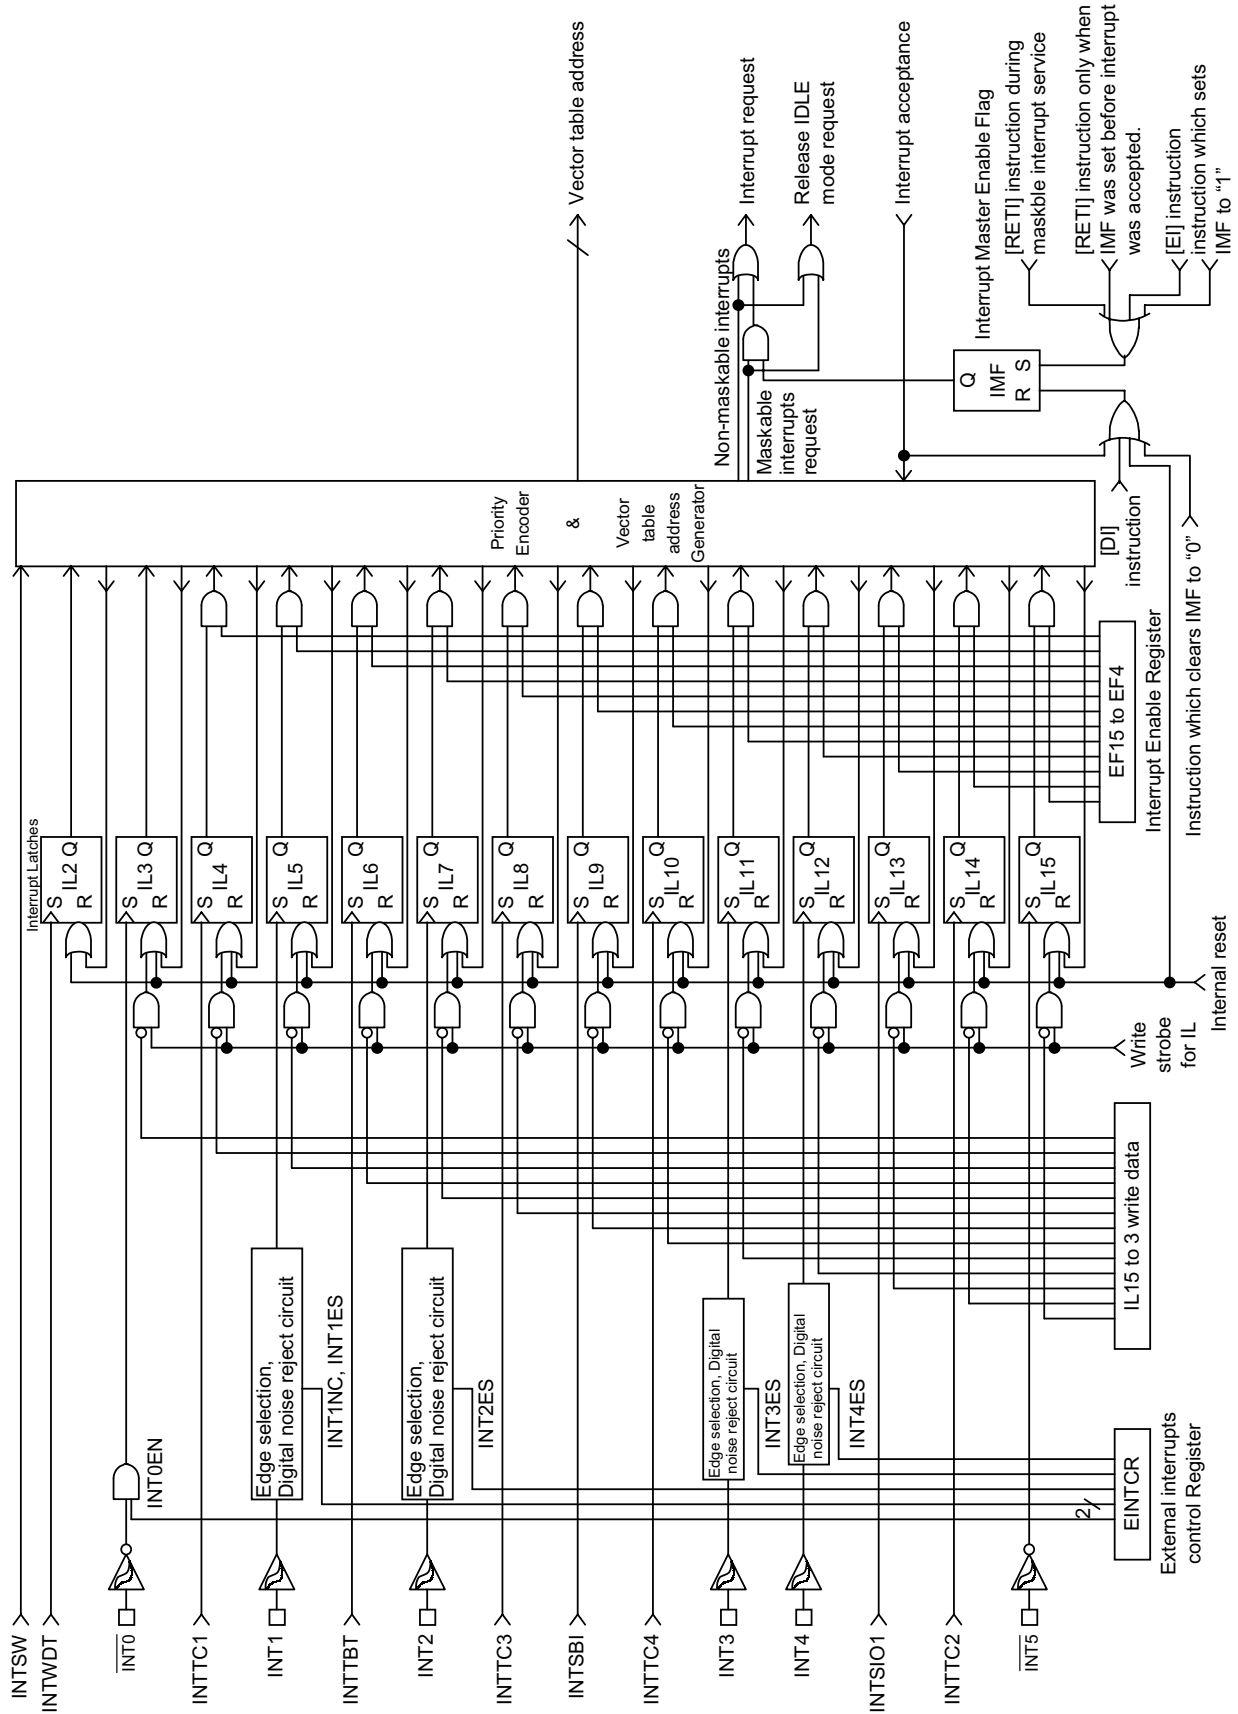 INTSW
INTWDT
INT0
INTTC1
INT1
INTTBT
INT2
INTTC3
INTSBI
INTTC4
INT3
INT4
INTSIO1
INTTC2
INT5
INT0EN
Edge selection,
Digital noise reject circuit
INT1NC, INT1ES
Edge selection,
Digital noise reject circuit
INT2ES
Edge selection, Digital
noise reject circuit
INT3ES
Edge selection, Digital
noise reject circuit
INT4ES
2
EINTCR
External interrupts
control Register
IL15 to 3 write data
Write
strobe
for IL
Internal reset
Interrupt Latches
S IL2 Q
R
S IL3 Q
R
S IL4 Q
R
S IL5 Q
R
S IL6 Q
R
S IL7 Q
R
S IL8 Q
R
S IL9 Q
R
S IL10 Q
R
S IL11 Q
R
S IL12 Q
R
S IL13 Q
R
S IL14 Q
R
S IL15 Q
R
EF15 to EF4
Interrupt Enable Register
Instruction which clears IMF to “0”
[DI]
instruction
Priority
Encoder
&
Vector
table
address
Generator
Vector table address
Non-maskable interrupts
Maskable
interrupts
request
Interrupt request
Release IDLE
mode request
Interrupt acceptance
Interrupt Master Enable Flag
Q
IMF
R S
[RETI] instruction during
maskble interrupt service
[RETI] instruction only when
IMF was set before interrupt
was accepted.
[EI] instruction
instruction which sets
IMF to “1”